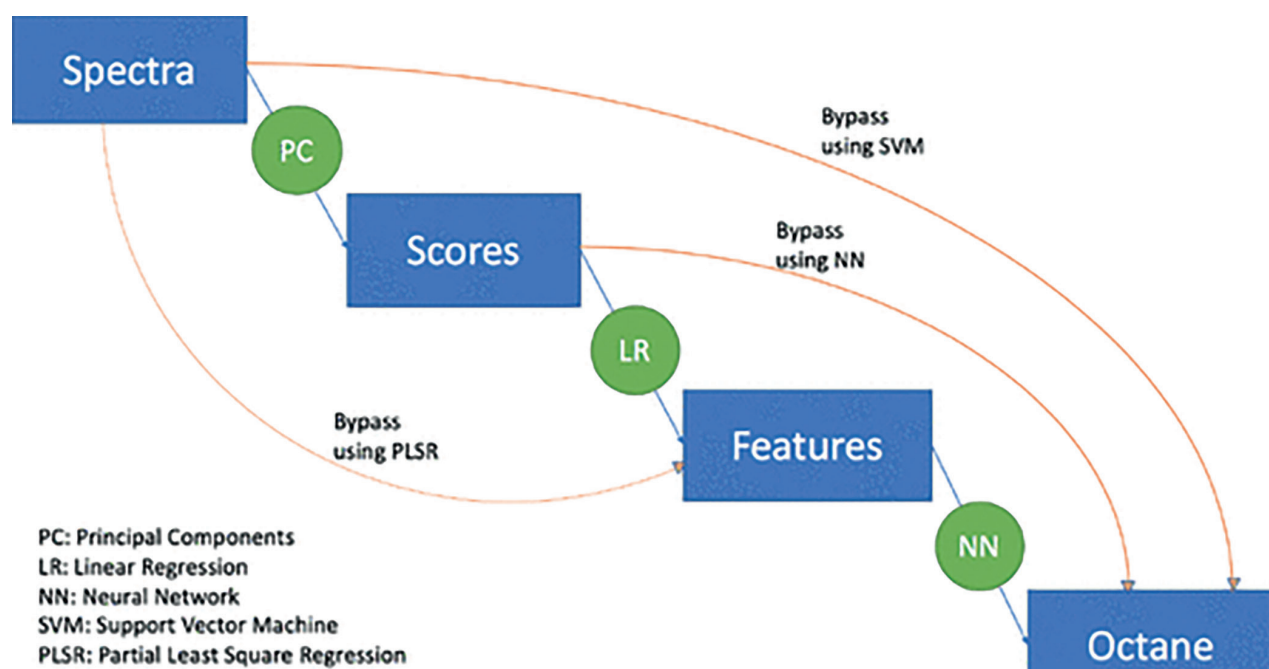 Spectra
Bypass
using SVM
PC
Scores
Bypass
using NN
LR
Features
Bypass
using PLSR
NN
Octane
PC: Principal Components
LR: Linear Regression
NN: Neural Network
SVM: Support Vector Machine
PLSR: Partial Least Square Regression